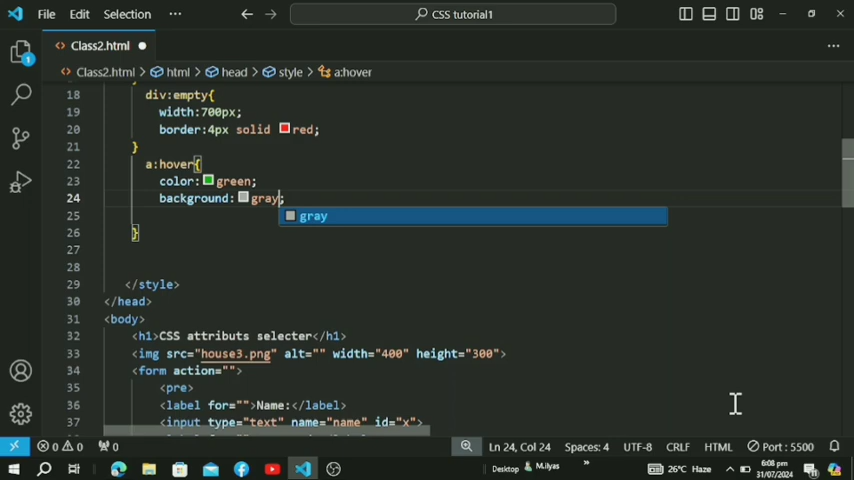 File Edit Selection ··· CSS tutorial1
Class2.html
Class2.html > html > head > style > a:hover
18 div:empty{
19 width:700px;
20 border:4px solid red;
21 }
22 a:hover{
23 color: green;
24 background: gray;
gray
25
26 }
27
28
29 </style>
30 </head>
31 <body>
32 <h1>CSS attributs selecter</h1>
33 <img src="house3.png" alt="" width="400" height="300">
34 <form action="">
35 <pre>
36 <label for="">Name:</label>
37 <input type="text" name="name" id="x">
0 0 0 Ln 24, Col 24 Spaces: 4 UTF-8 CRLF HTML Port : 5500
Desktop M.ilyas 26°C Haze 6:08 pm
31/07/2024